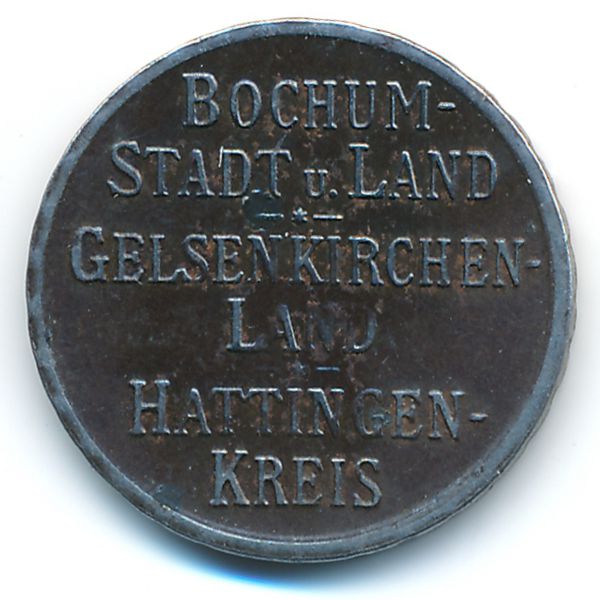 BOCHUM-
STADT u. LAND
GELSENKIRCHEN-
LAND
HATTINGEN-
KREIS